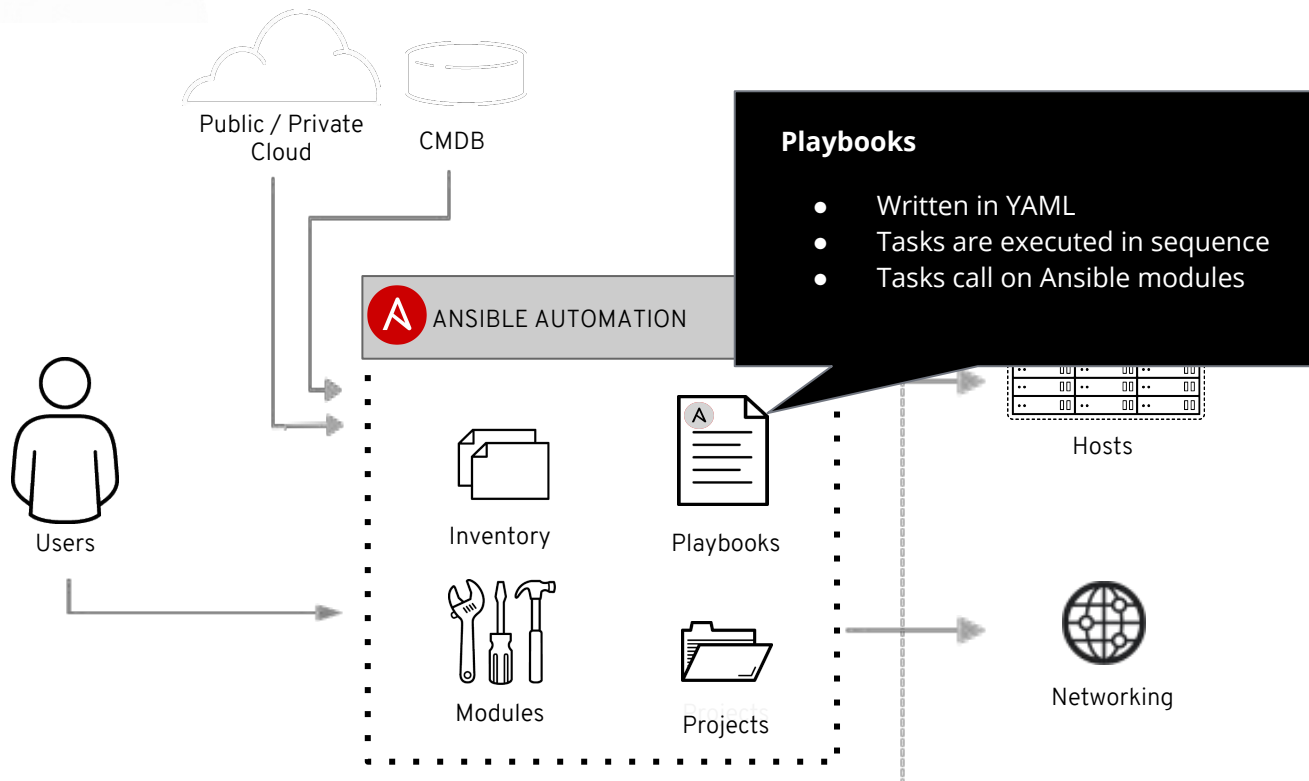 Public / Private
Cloud
CMDB
Playbooks
● Written in YAML
● Tasks are executed in sequence
● Tasks call on Ansible modules
ANSIBLE AUTOMATION
Users
Inventory
Playbooks
Hosts
Modules
Projects
Projects
Networking